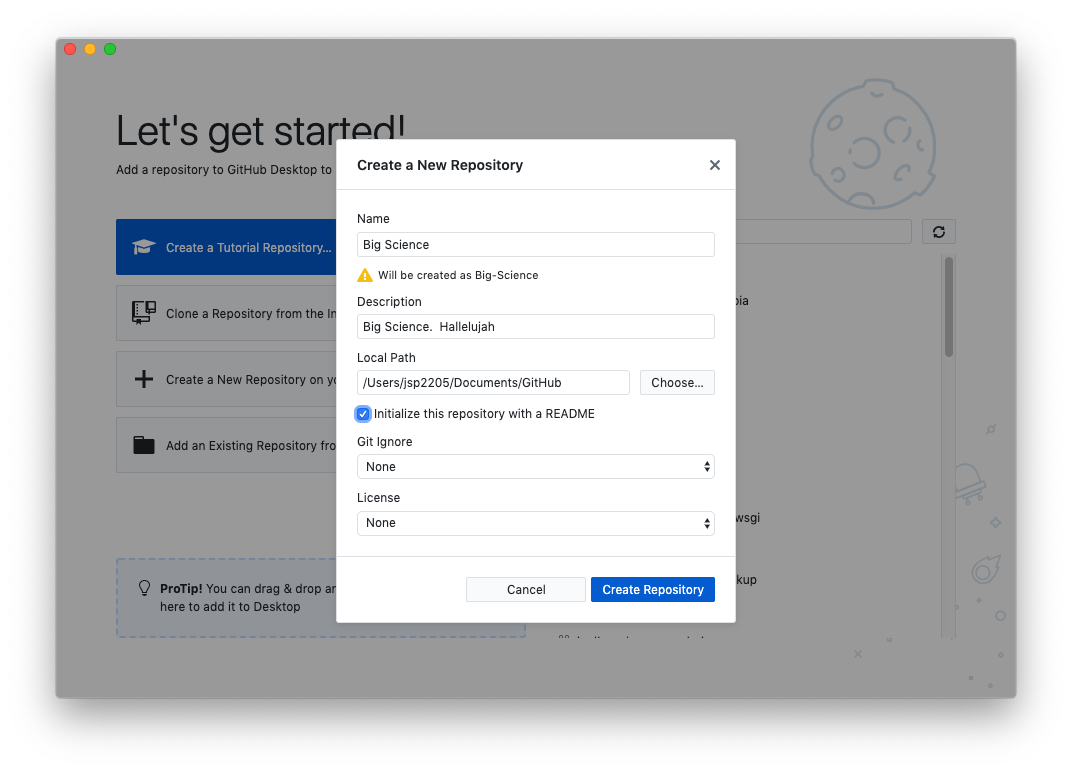 Let's get started!
Add a repository to GitHub Desktop to
Create a Tutorial Repository...
Clone a Repository from the In
Create a New Repository on yo
Add an Existing Repository fro
ProTip! You can drag & drop an
here to add it to Desktop
Create a New Repository
Name
Big Science
Will be created as Big-Science
Description
Big Science.  Hallelujah
Local Path
/Users/jsp2205/Documents/GitHub
Choose...
Initialize this repository with a README
Git Ignore
None
License
None
Cancel
Create Repository
bia
wsgi
kup